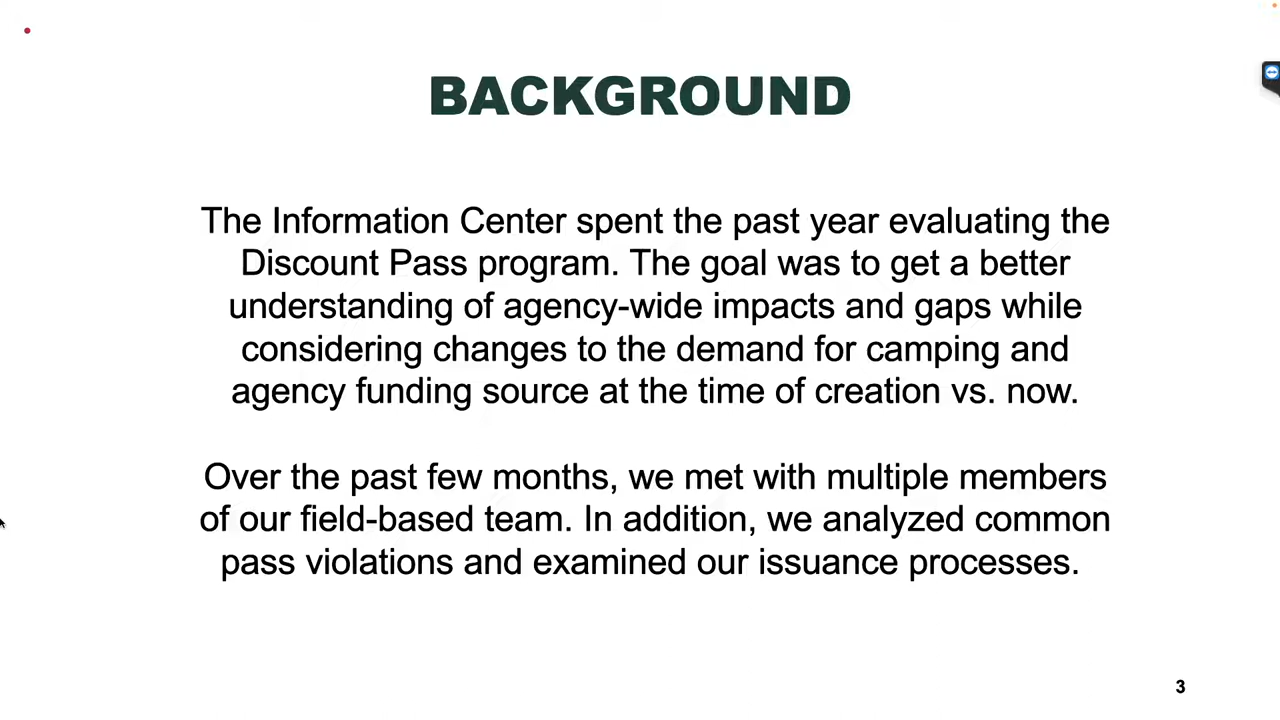 BACKGROUND
The Information Center spent the past year evaluating the
Discount Pass program. The goal was to get a better
understanding of agency-wide impacts and gaps while
considering changes to the demand for camping and
agency funding source at the time of creation vs. now.
Over the past few months, we met with multiple members
of our field-based team. In addition, we analyzed common
pass violations and examined our issuance processes.
3